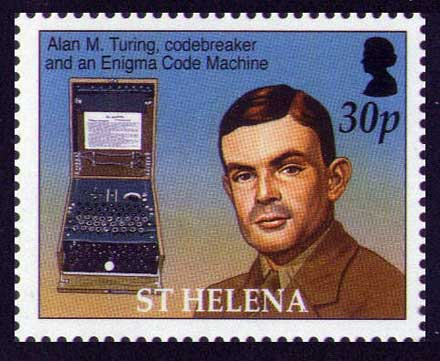 Alan M. Turing, codebreaker
and an Enigma Code Machine
30p
ST HELENA